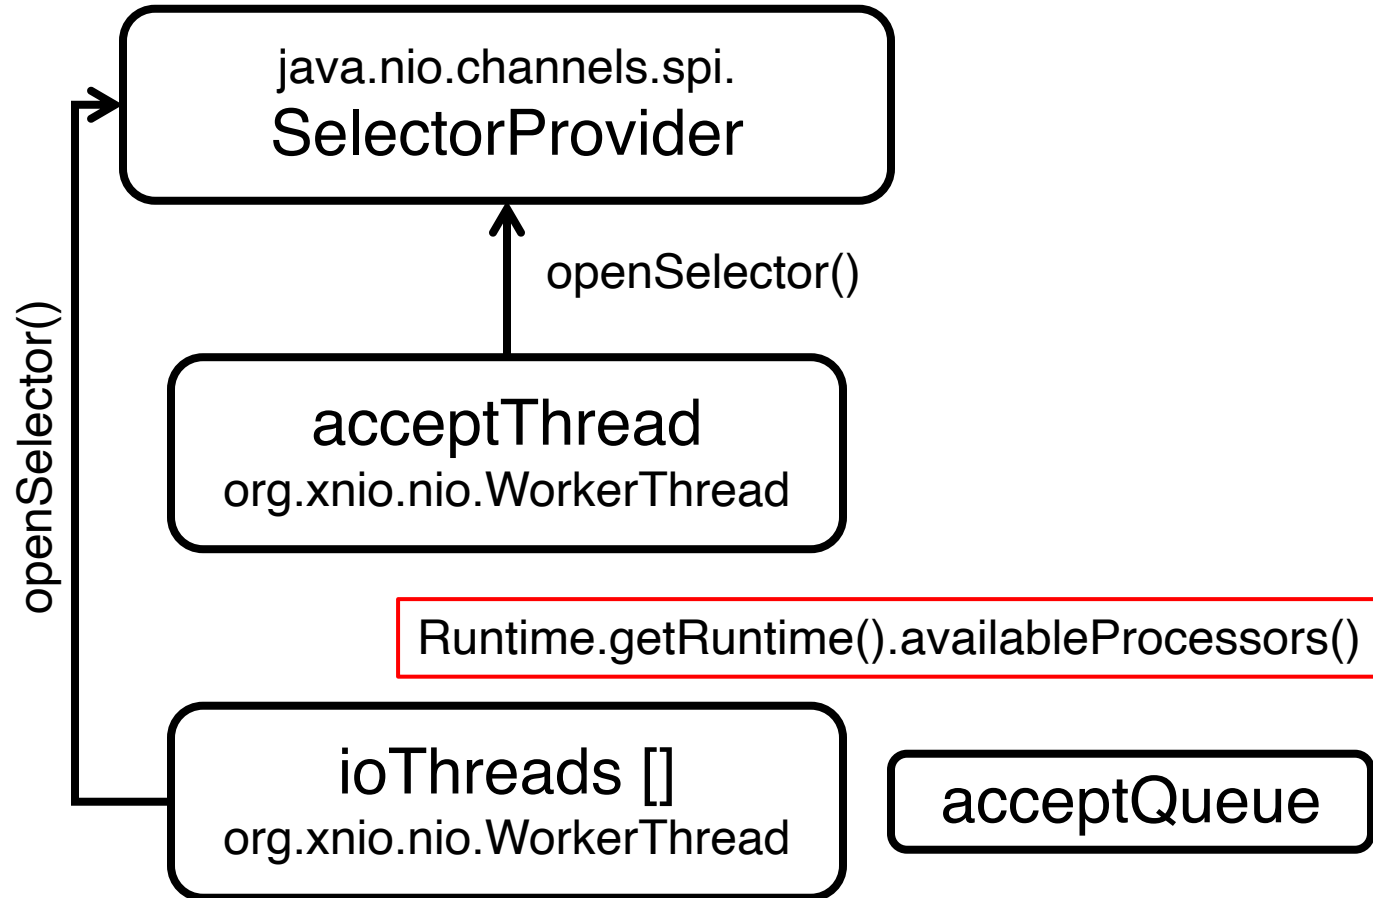 java.nio.channels.spi.
SelectorProvider
openSelector()
openSelector()
acceptThread
org.xnio.nio.WorkerThread
Runtime.getRuntime().availableProcessors()
ioThreads []
org.xnio.nio.WorkerThread
acceptQueue